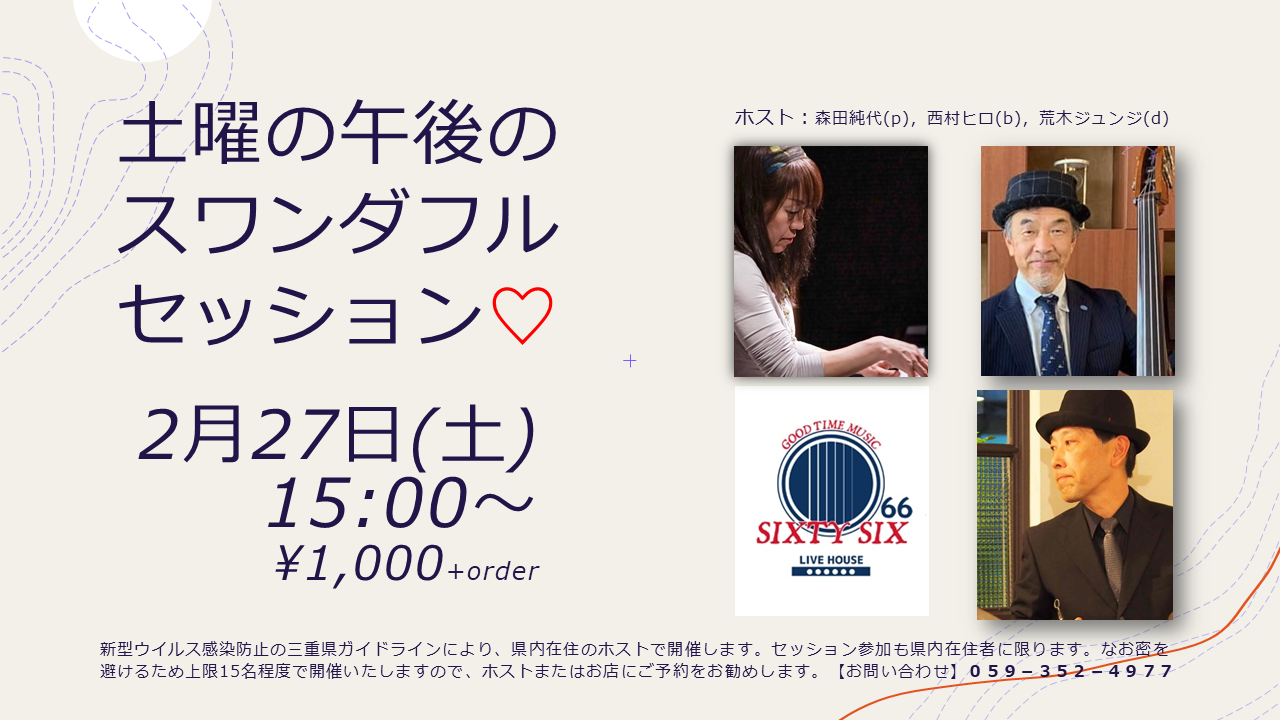 土曜の午後の
スワンダフル
セッション♡
2月27日(土)
15:00～
¥1,000+order
ホスト：森田純代(p)，西村ヒロ(b)，荒木ジュンジ(d)
GOOD TIME MUSIC
66
SIXTY SIX
LIVE HOUSE
新型ウイルス感染防止の三重県ガイドラインにより、県内在住のホストで開催します。セッション参加も県内在住者に限ります。なお密を
避けるため上限15名程度で開催いたしますので、ホストまたはお店にご予約をお勧めします。【お問い合わせ】０５９－３５２－４９７７